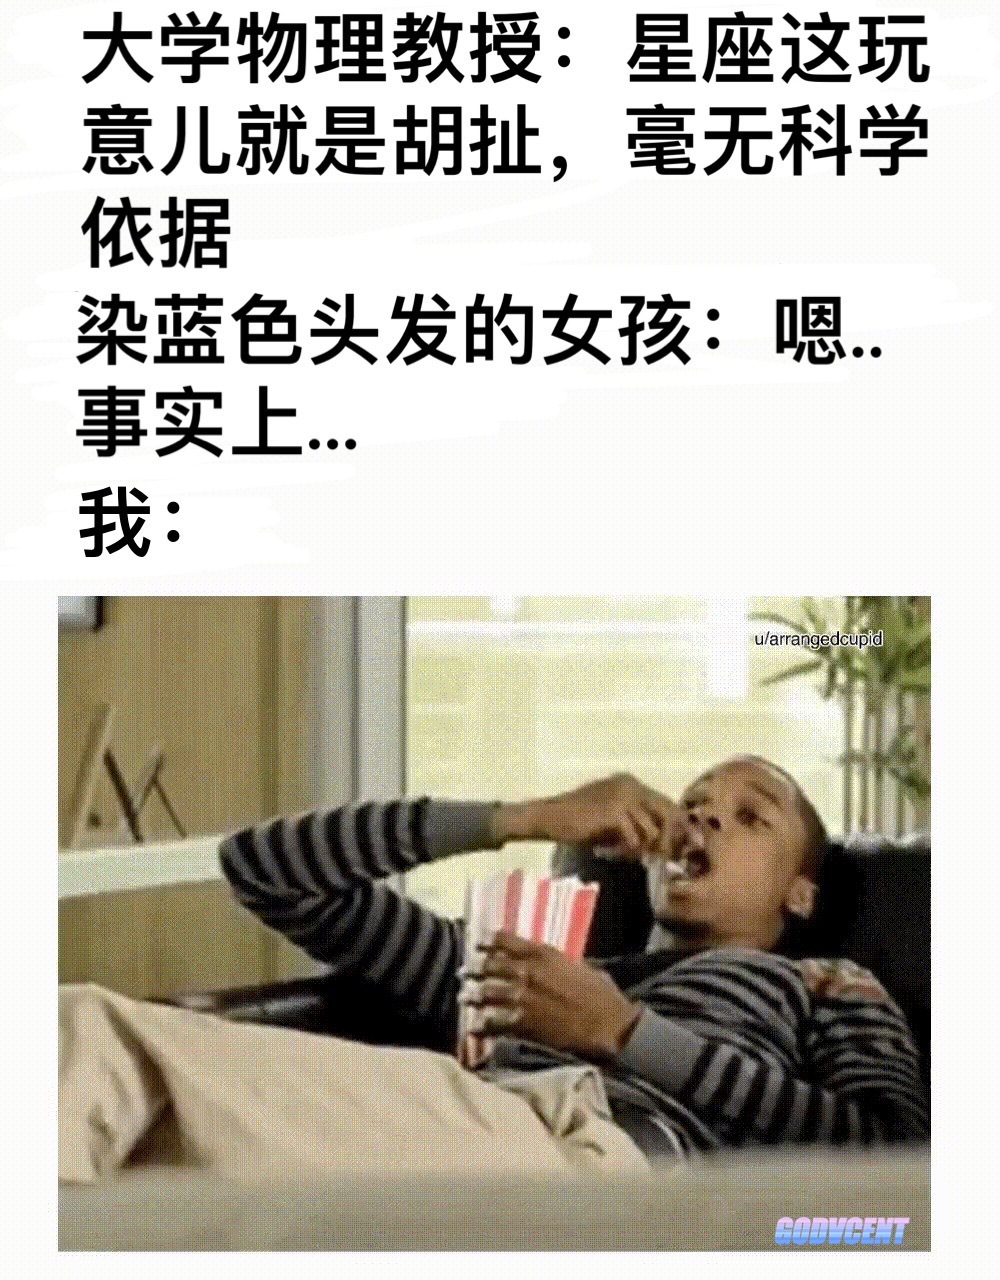 大学物理教授：星座这玩
意儿就是胡扯，毫无科学
依据
染蓝色头发的女孩：嗯..
事实上...
我：
u/arrangedcupid
GODVCENT